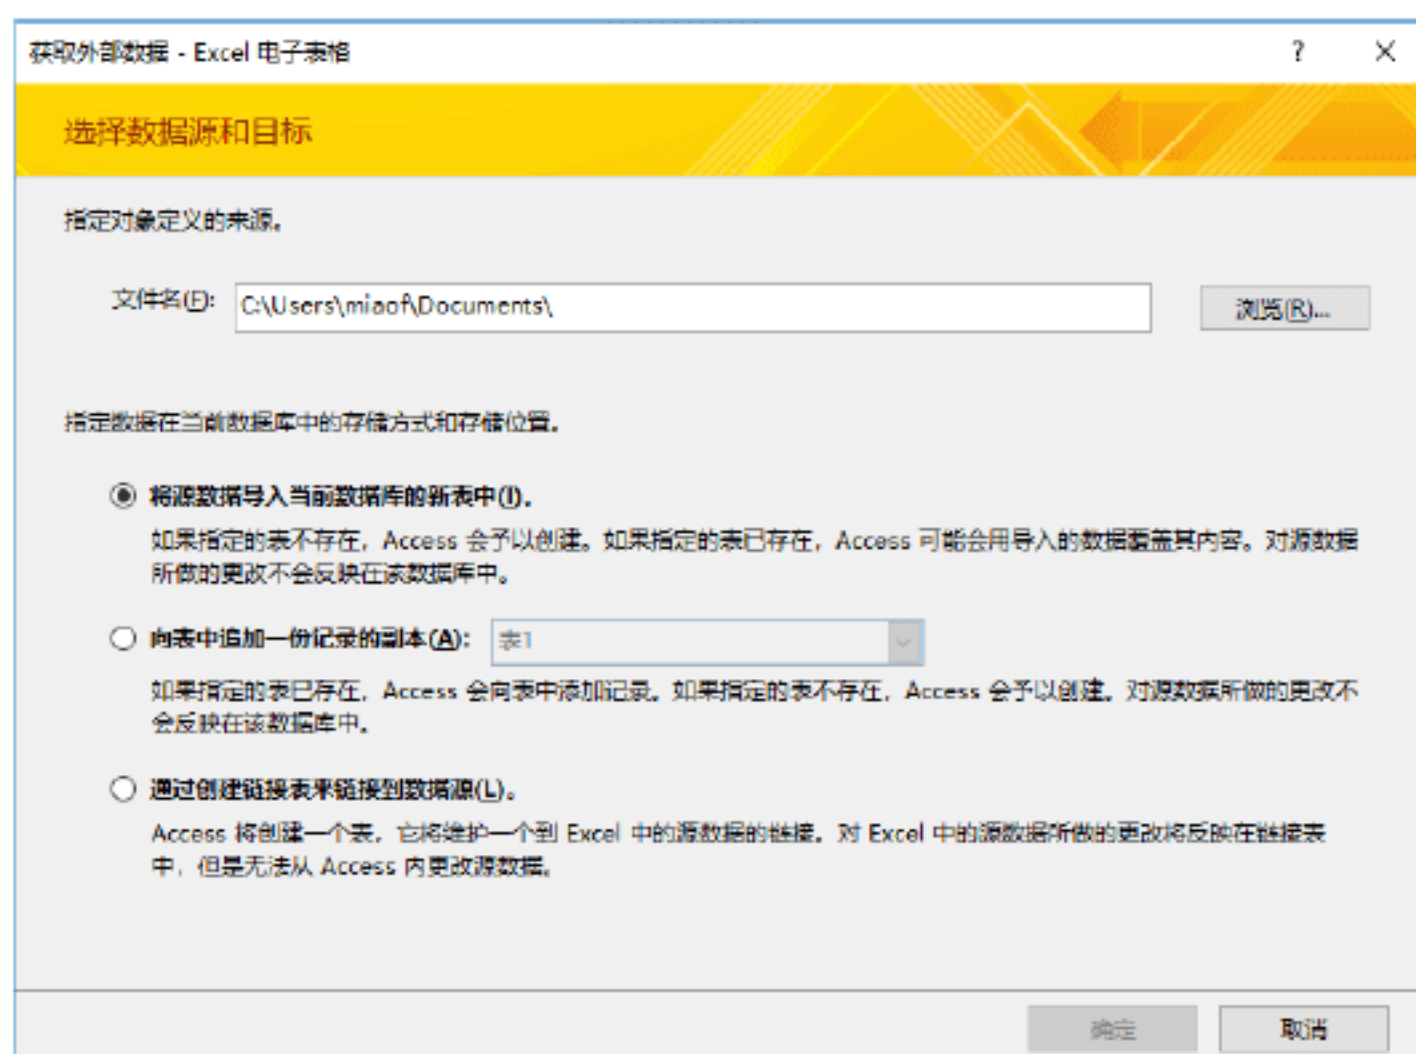 获取外部数据 - Excel 电子表格
选择数据源和目标
指定对象定义的来源。
文件名(F): C:\Users\miaof\Documents\ 浏览(R)...
指定数据在当前数据库中的存储方式和存储位置。
将源数据导入当前数据库的新表中(I)。
如果指定的表不存在，Access 会予以创建。如果指定的表已存在，Access 可能会用导入的数据覆盖其内容。对源数据
所做的更改不会反映在该数据库中。
向表中追加一份记录的副本(A): 表1
如果指定的表已存在，Access 会向表中添加记录。如果指定的表不存在，Access 会予以创建。对源数据所做的更改不
会反映在该数据库中。
通过创建链接表来链接到数据源(L)。
Access 将创建一个表，它将维护一个到 Excel 中的源数据的链接。对 Excel 中的源数据所做的更改将反映在链接表
中，但是无法从 Access 内更改源数据。
确定 取消